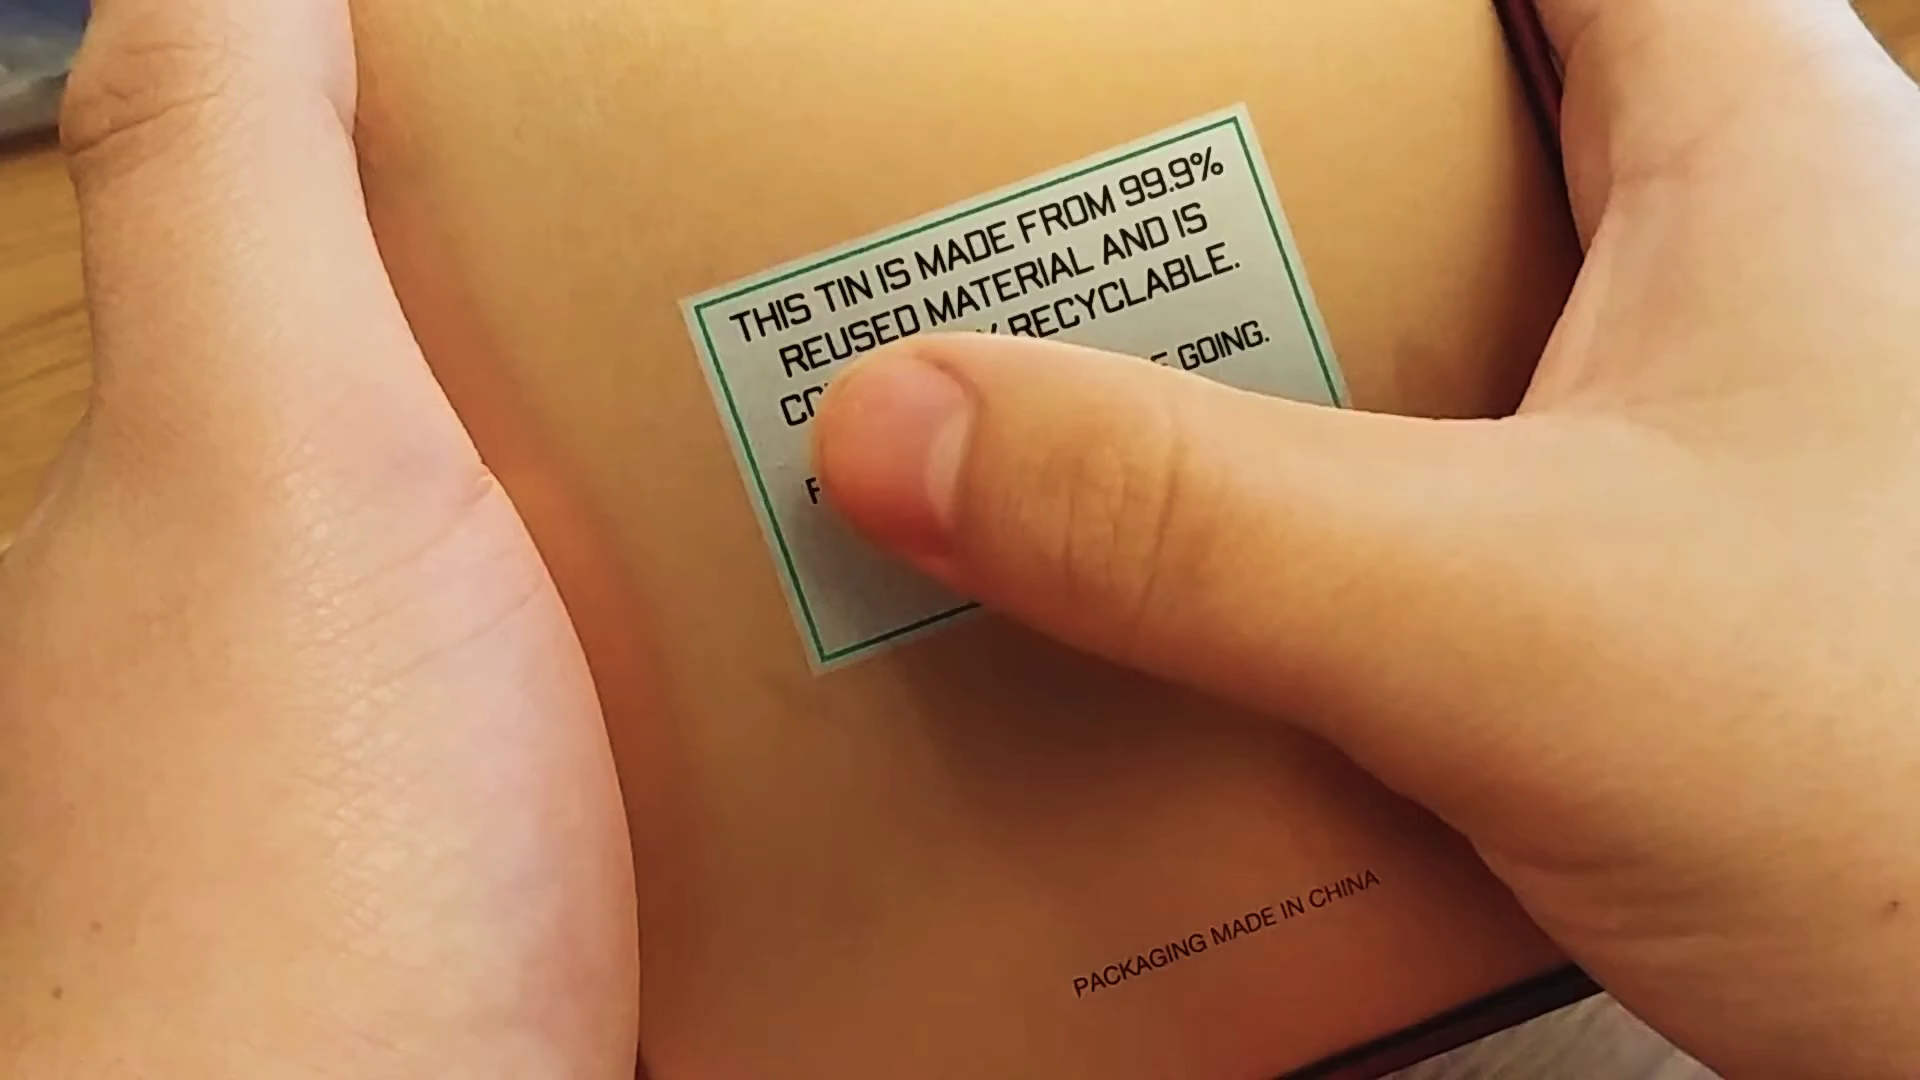 THIS TIN IS MADE FROM 99.9%
REUSED MATERIAL AND IS
RECYCLABLE.
GOING.
PACKAGING MADE IN CHINA